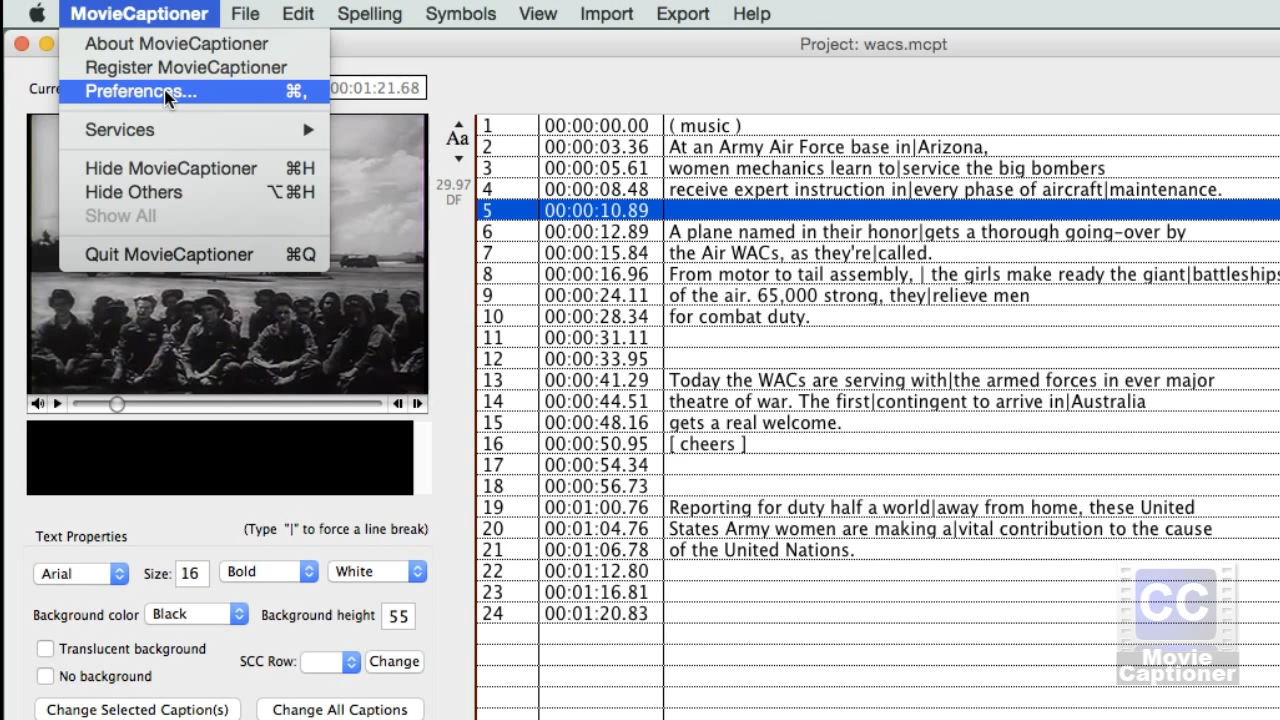 MovieCaptioner File Edit Spelling Symbols View Import Export Help
Project: wacs.mcpt
About MovieCaptioner
Register MovieCaptioner
Preferences... ⌘,
Services
Hide MovieCaptioner ⌘H
Hide Others ⌥⌘H
Show All
Quit MovieCaptioner ⌘Q
00:01:21.68
Aa
29.97
DF
1 00:00:00.00 ( music )
2 00:00:03.36 At an Army Air Force base in|Arizona,
3 00:00:05.61 women mechanics learn to|service the big bombers
4 00:00:08.48 receive expert instruction in|every phase of aircraft|maintenance.
5 00:00:10.89
6 00:00:12.89 A plane named in their honor|gets a thorough going-over by
7 00:00:15.84 the Air WACs, as they're|called.
8 00:00:16.96 From motor to tail assembly, | the girls make ready the giant|battleships
9 00:00:24.11 of the air. 65,000 strong, they|relieve men
10 00:00:28.34 for combat duty.
11 00:00:31.11
12 00:00:33.95
13 00:00:41.29 Today the WACs are serving with|the armed forces in ever major
14 00:00:44.51 theatre of war. The first|contingent to arrive in|Australia
15 00:00:48.16 gets a real welcome.
16 00:00:50.95 [ cheers ]
17 00:00:54.34
18 00:00:56.73
19 00:01:00.76 Reporting for duty half a world|away from home, these United
20 00:01:04.76 States Army women are making a|vital contribution to the cause
21 00:01:06.78 of the United Nations.
22 00:01:12.80
23 00:01:16.81
24 00:01:20.83
(Type "|" to force a line break)
Text Properties
Arial Size: 16 Bold White
Background color Black Background height 55
Translucent background
SCC Row: Change
No background
Change Selected Caption(s) Change All Captions
CC
Movie
Captioner